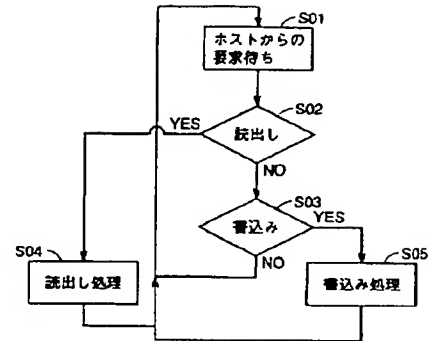 S01
ホストからの
要求待ち
S02
YES
読出し
NO
S03
書込み
YES
NO
S04
読出し処理
S05
書込み処理